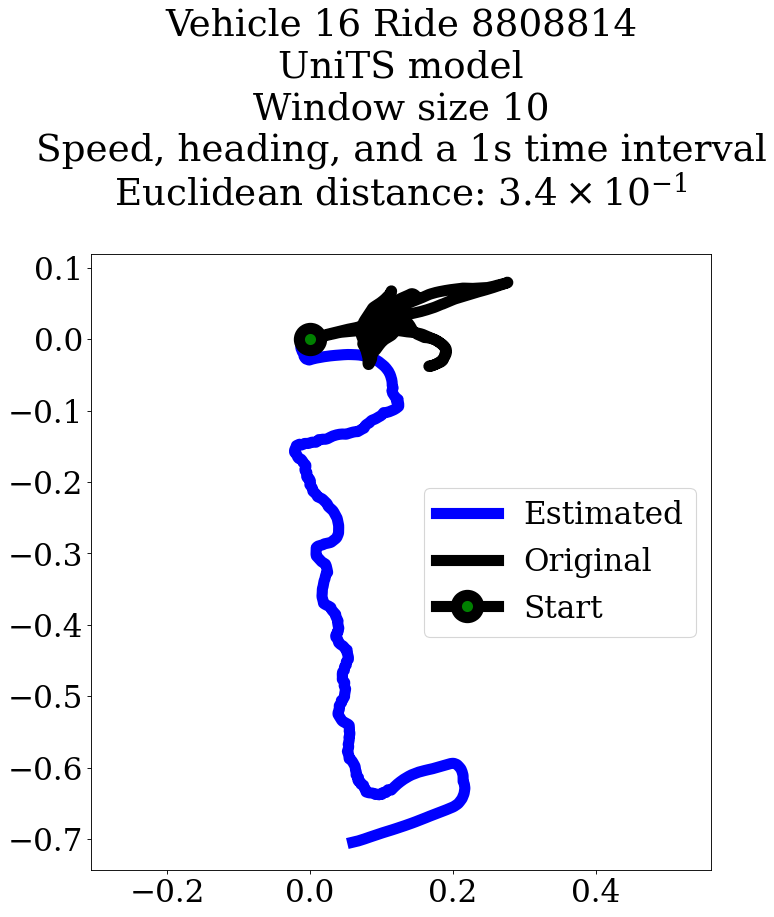 Vehicle 16 Ride 8808814
UniTS model
Window size 10
Speed, heading, and a 1s time interval
Euclidean distance: 3.4 × 10⁻¹
0.1
0.0
−0.1
−0.2
−0.3
−0.4
−0.5
−0.6
−0.7
Estimated
Original
Start
−0.2 0.0 0.2 0.4